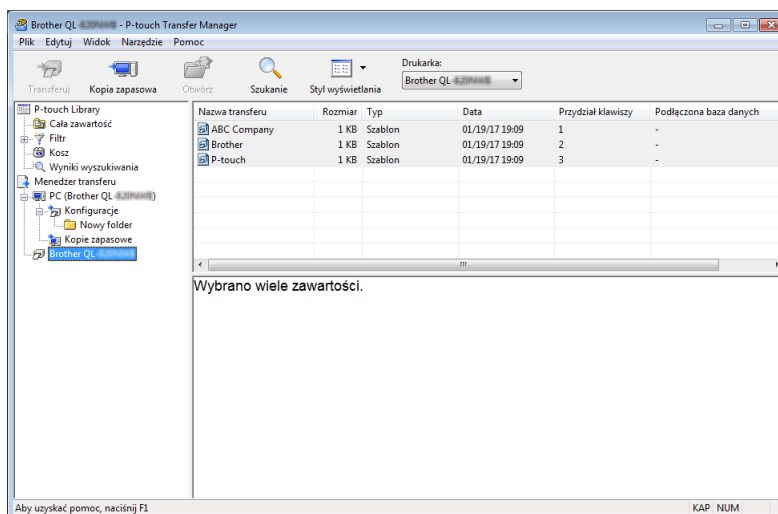 Brother QL - P-touch Transfer Manager
Plik Edytuj Widok Narzędzie Pomoc
Transferuj Kopia zapasowa Otwórz Szukanie Styl wyświetlania
Drukarka:
Brother QL
P-touch Library
Cała zawartość
Filtr
Kosz
Wyniki wyszukiwania
Menedżer transferu
PC (Brother QL )
Konfiguracje
Nowy folder
Kopie zapasowe
Brother QL
Nazwa transferu Rozmiar Typ Data Przydział klawiszy Podłączona baza danych
ABC Company 1 KB Szablon 01/19/17 19:09 1 -
Brother 1 KB Szablon 01/19/17 19:09 2 -
P-touch 1 KB Szablon 01/19/17 19:09 3 -
Wybrano wiele zawartości.
Aby uzyskać pomoc, naciśnij F1
KAP NUM